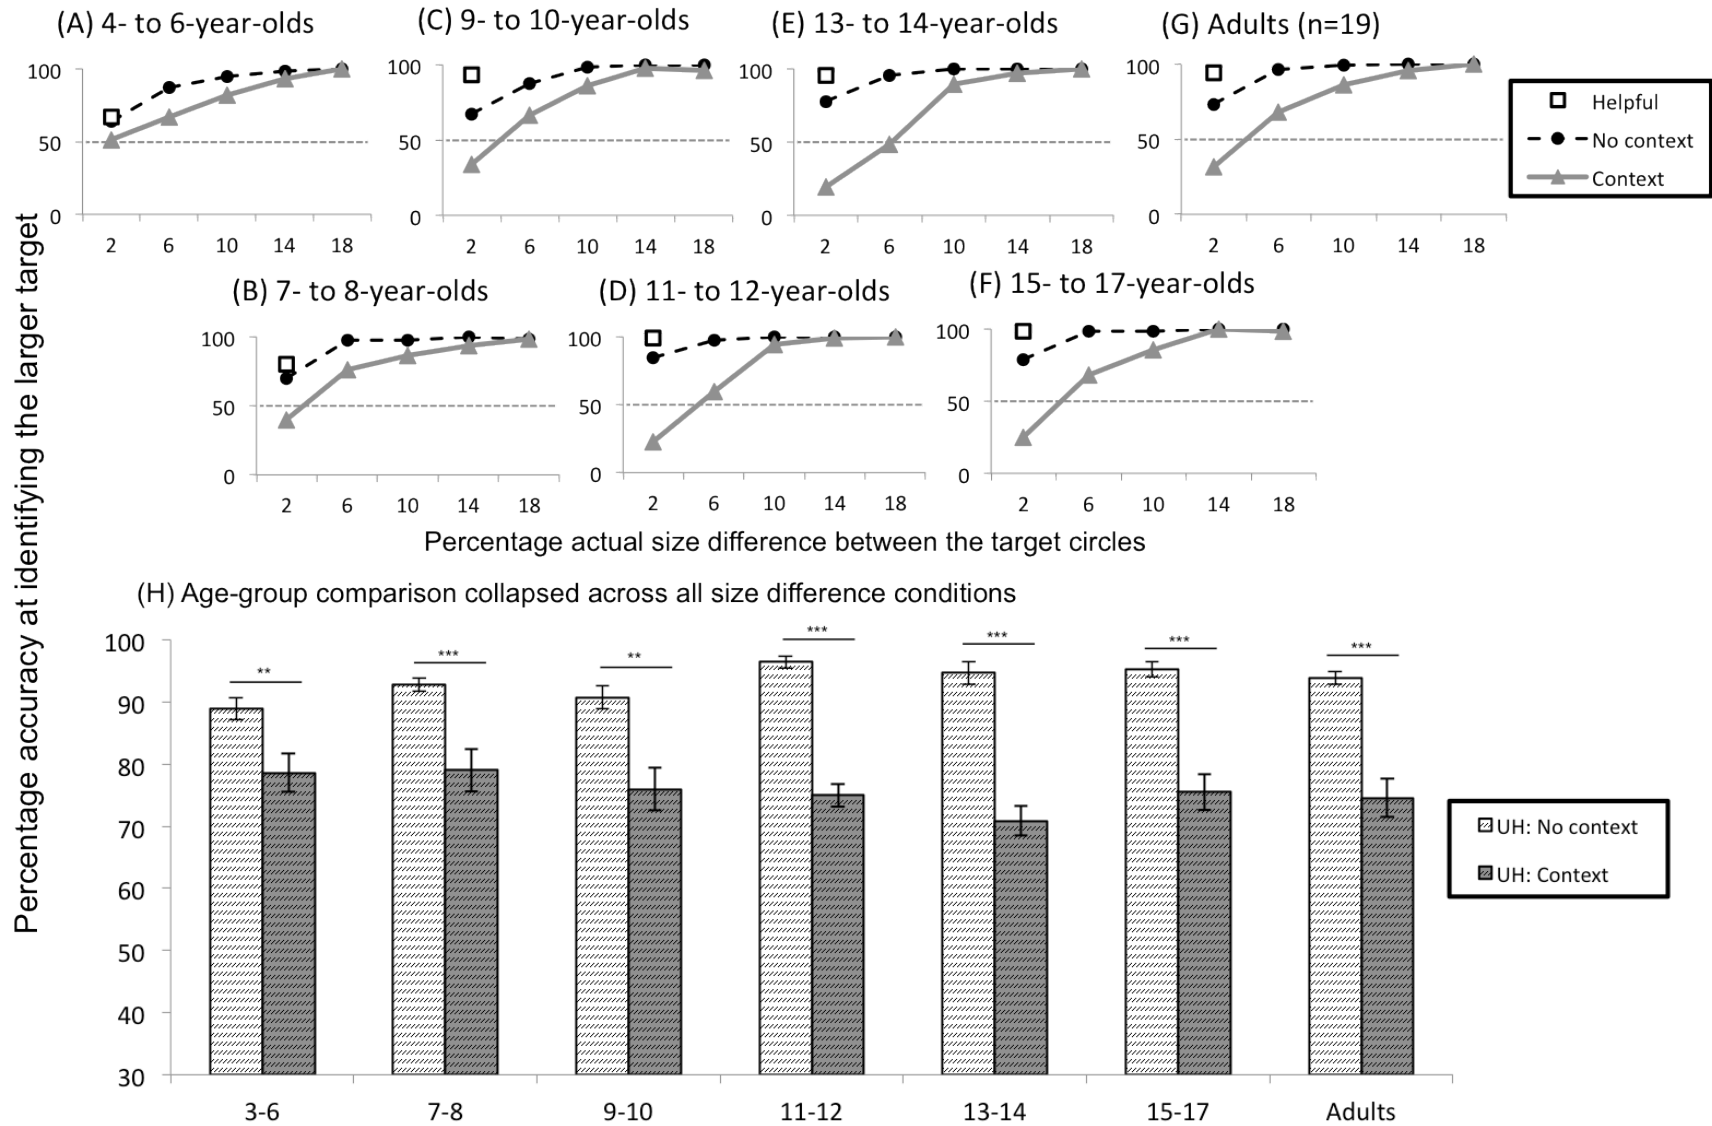 (A) 4- to 6-year-olds
(C) 9- to 10-year-olds
(E) 13- to 14-year-olds
(G) Adults (n=19)
100
50
0
2 6 10 14 18
100
50
0
2 6 10 14 18
100
50
0
2 6 10 14 18
100
50
0
2 6 10 14 18
Helpful
No context
Context
(B) 7- to 8-year-olds
(D) 11- to 12-year-olds
(F) 15- to 17-year-olds
100
50
0
2 6 10 14 18
100
50
0
2 6 10 14 18
100
50
0
2 6 10 14 18
Percentage actual size difference between the target circles
Percentage accuracy at identifying the larger target
(H) Age-group comparison collapsed across all size difference conditions
100
90
80
70
60
50
40
30
** *** ** *** *** *** ***
3-6 7-8 9-10 11-12 13-14 15-17 Adults
UH: No context
UH: Context